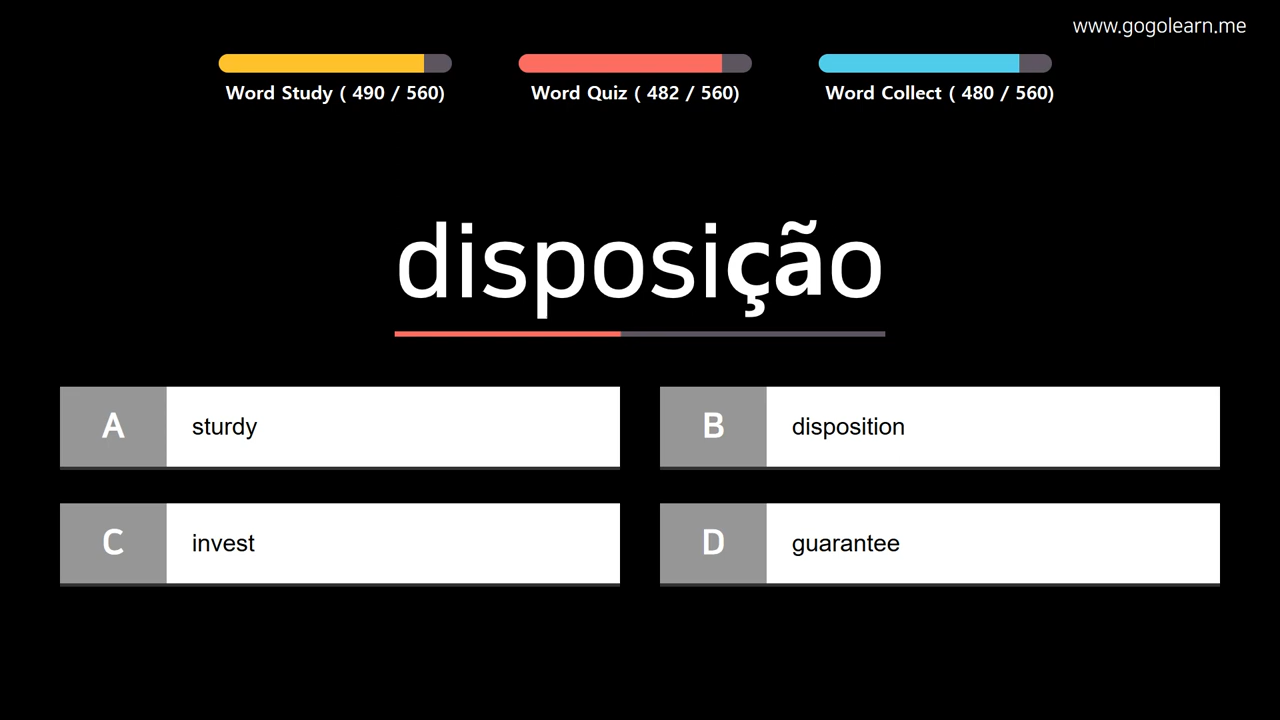 www.gogolearn.me
Word Study ( 490 / 560)
Word Quiz ( 482 / 560)
Word Collect ( 480 / 560)
disposição
A sturdy
B disposition
C invest
D guarantee